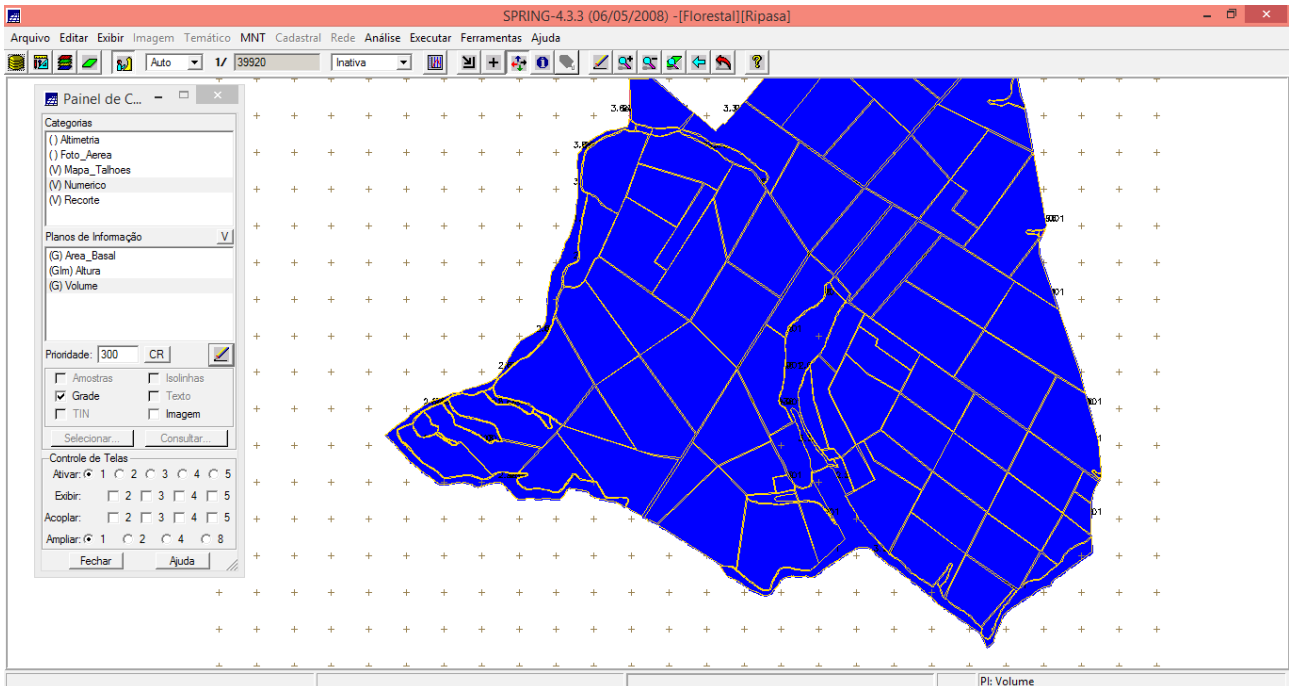 SPRING-4.3.3 (06/05/2008) -[Florestal][Ripasa]
Arquivo Editar Exibir Imagem Temático MNT Cadastral Rede Análise Executar Ferramentas Ajuda
Auto 1/ 39920 Inativa
Painel de C...
Categorias
( ) Altimetria
( ) Foto_Aerea
(V) Mapa_Talhoes
(V) Numerico
(V) Recorte
Planos de Informação V
(G) Area_Basal
(GIm) Altura
(G) Volume
Prioridade: 300 CR
Amostras Isolinhas
Grade Texto
TIN Imagem
Selecionar... Consultar...
Controle de Telas
Ativar: 1 2 3 4 5
Exibir: 2 3 4 5
Acoplar: 2 3 4 5
Ampliar: 1 2 4 8
Fechar Ajuda
PI: Volume